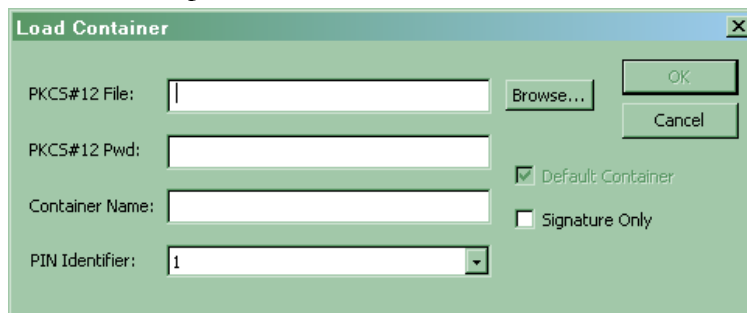 Load Container
PKCS#12 File:
Browse...
OK
Cancel
PKCS#12 Pwd:
Default Container
Container Name:
Signature Only
PIN Identifier:
1